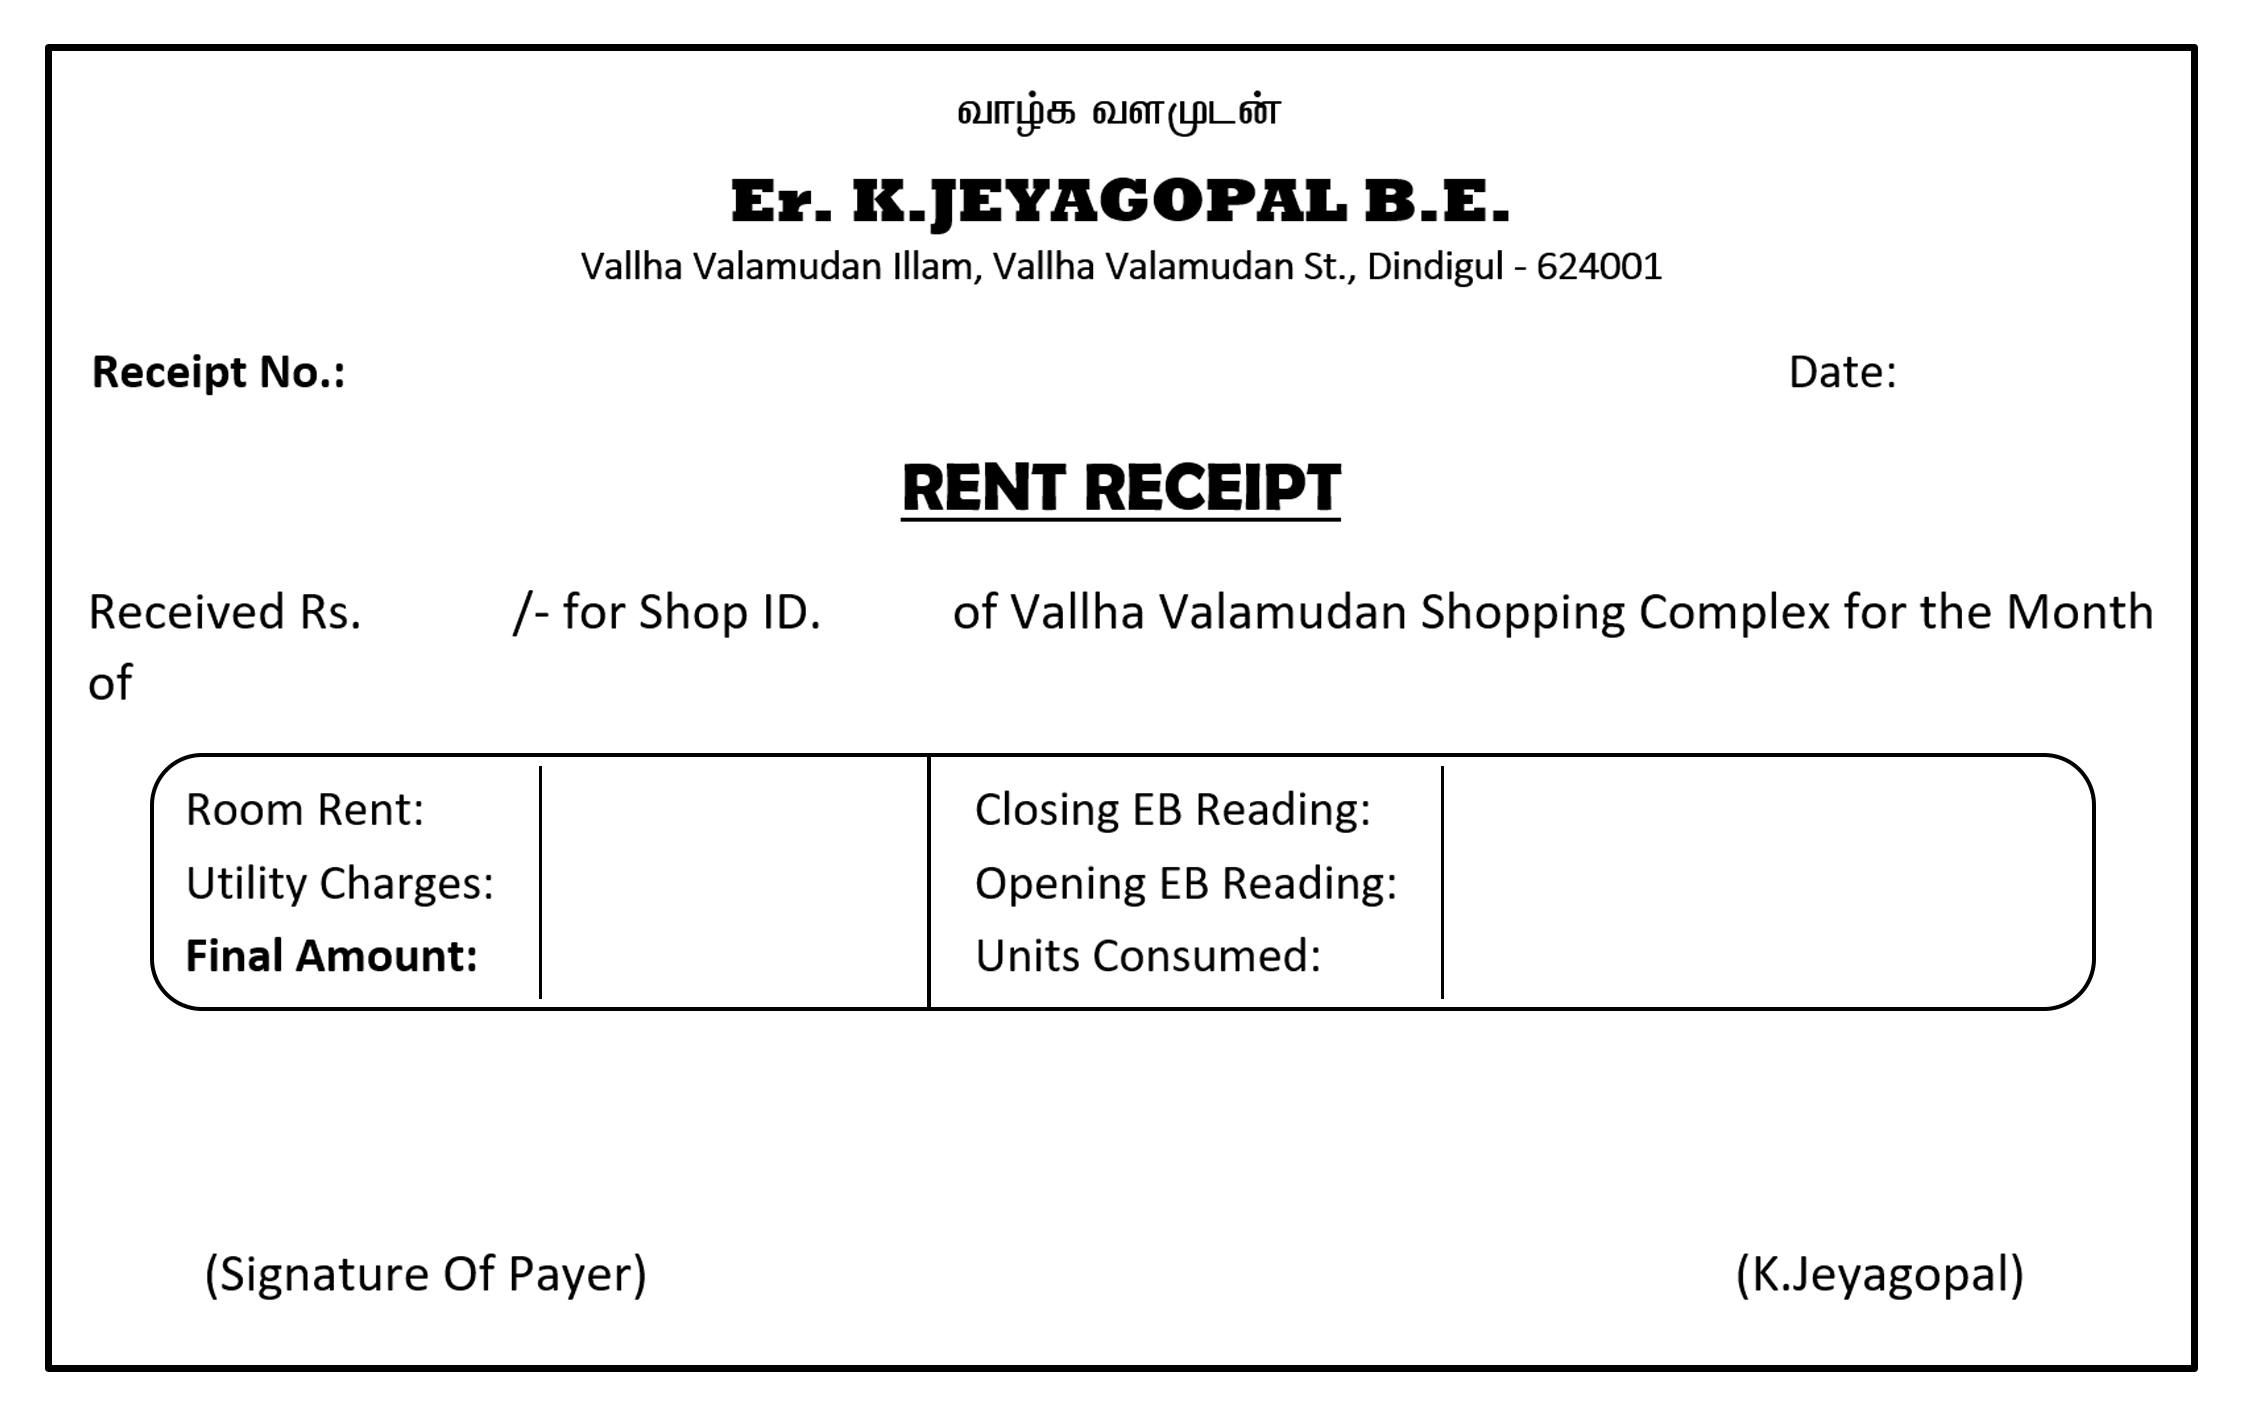 வாழ்க வளமுடன்
Er. K.JEYAGOPAL B.E.
Vallha Valamudan Illam, Vallha Valamudan St., Dindigul - 624001
Receipt No.: Date:
RENT RECEIPT
Received Rs. /- for Shop ID. of Vallha Valamudan Shopping Complex for the Month
of
Room Rent: Closing EB Reading:
Utility Charges: Opening EB Reading:
Final Amount: Units Consumed:
(Signature Of Payer) (K.Jeyagopal)